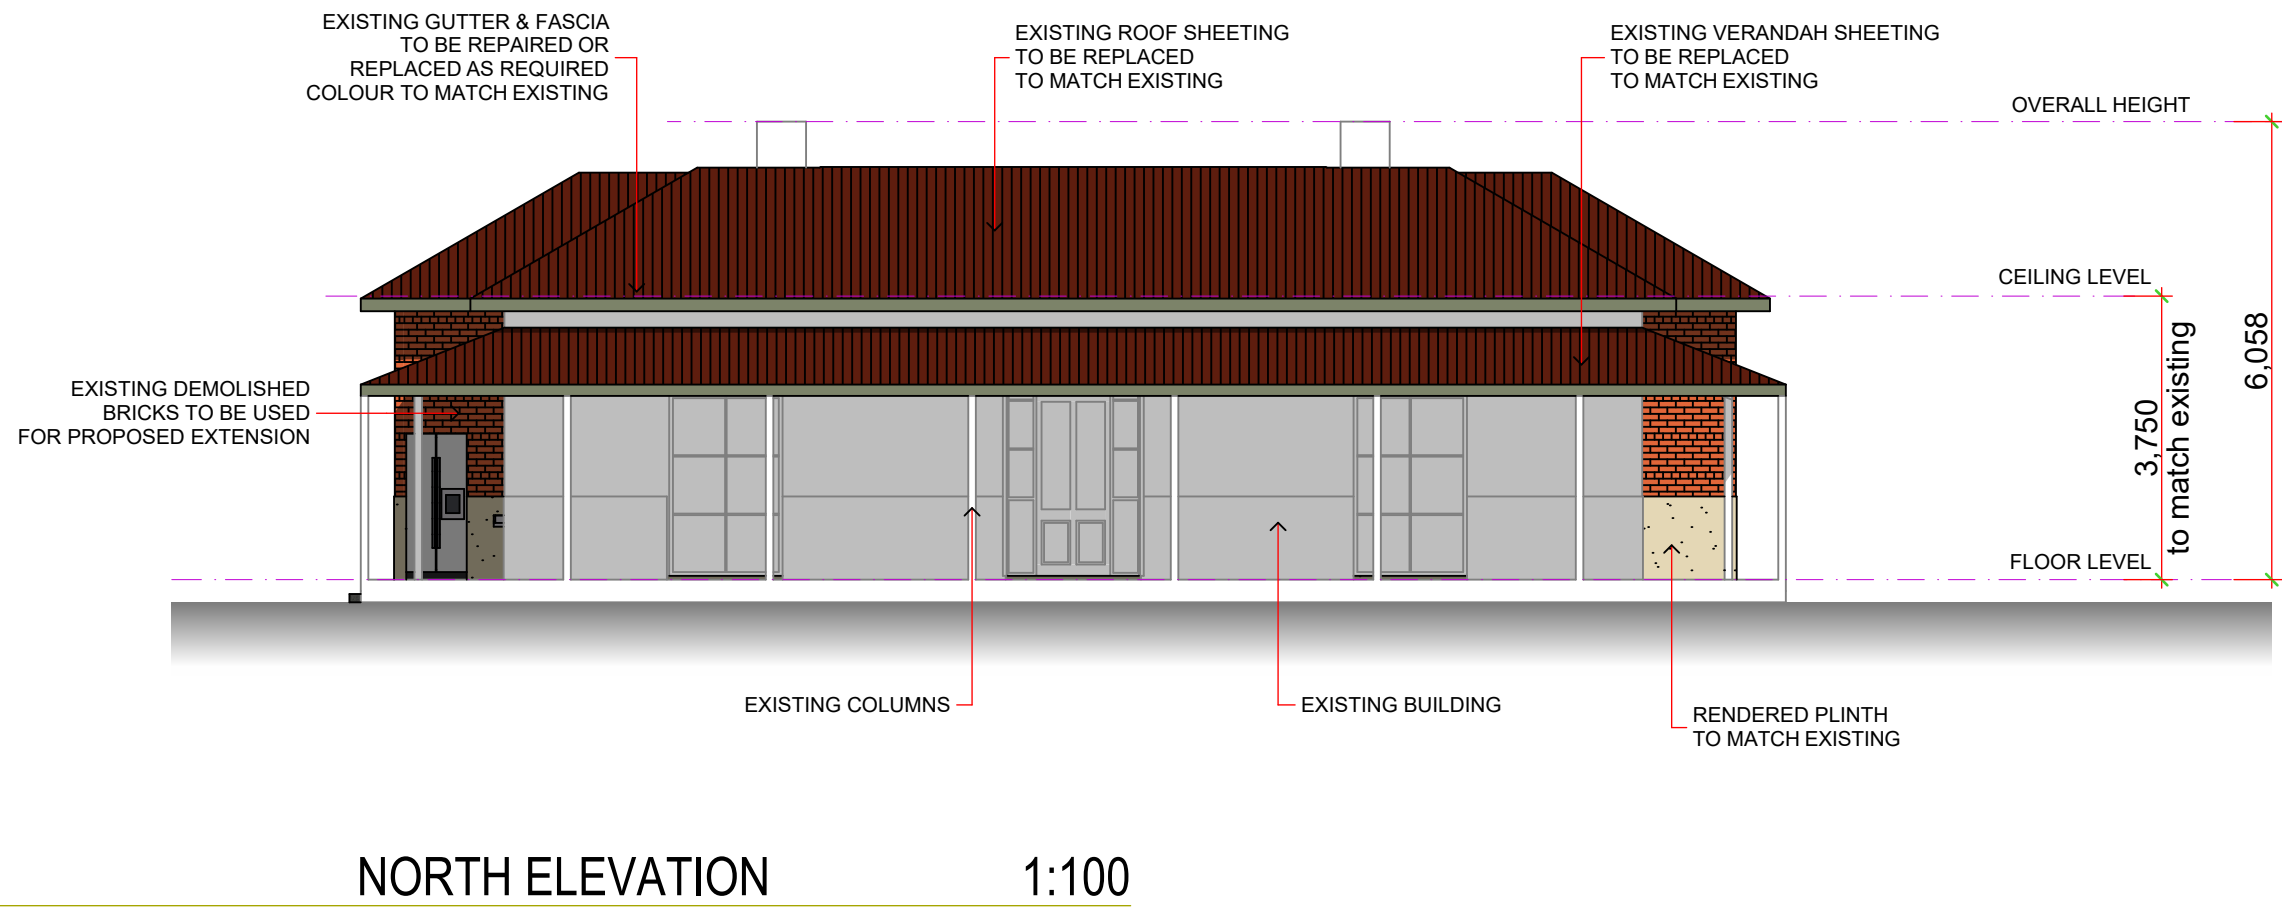 EXISTING GUTTER & FASCIA
TO BE REPAIRED OR
REPLACED AS REQUIRED
COLOUR TO MATCH EXISTING
EXISTING ROOF SHEETING
TO BE REPLACED
TO MATCH EXISTING
EXISTING VERANDAH SHEETING
TO BE REPLACED
TO MATCH EXISTING
OVERALL HEIGHT
CEILING LEVEL
6,058
3,750
to match existing
EXISTING DEMOLISHED
BRICKS TO BE USED
FOR PROPOSED EXTENSION
FLOOR LEVEL
EXISTING COLUMNS
EXISTING BUILDING
RENDERED PLINTH
TO MATCH EXISTING
NORTH ELEVATION 1:100